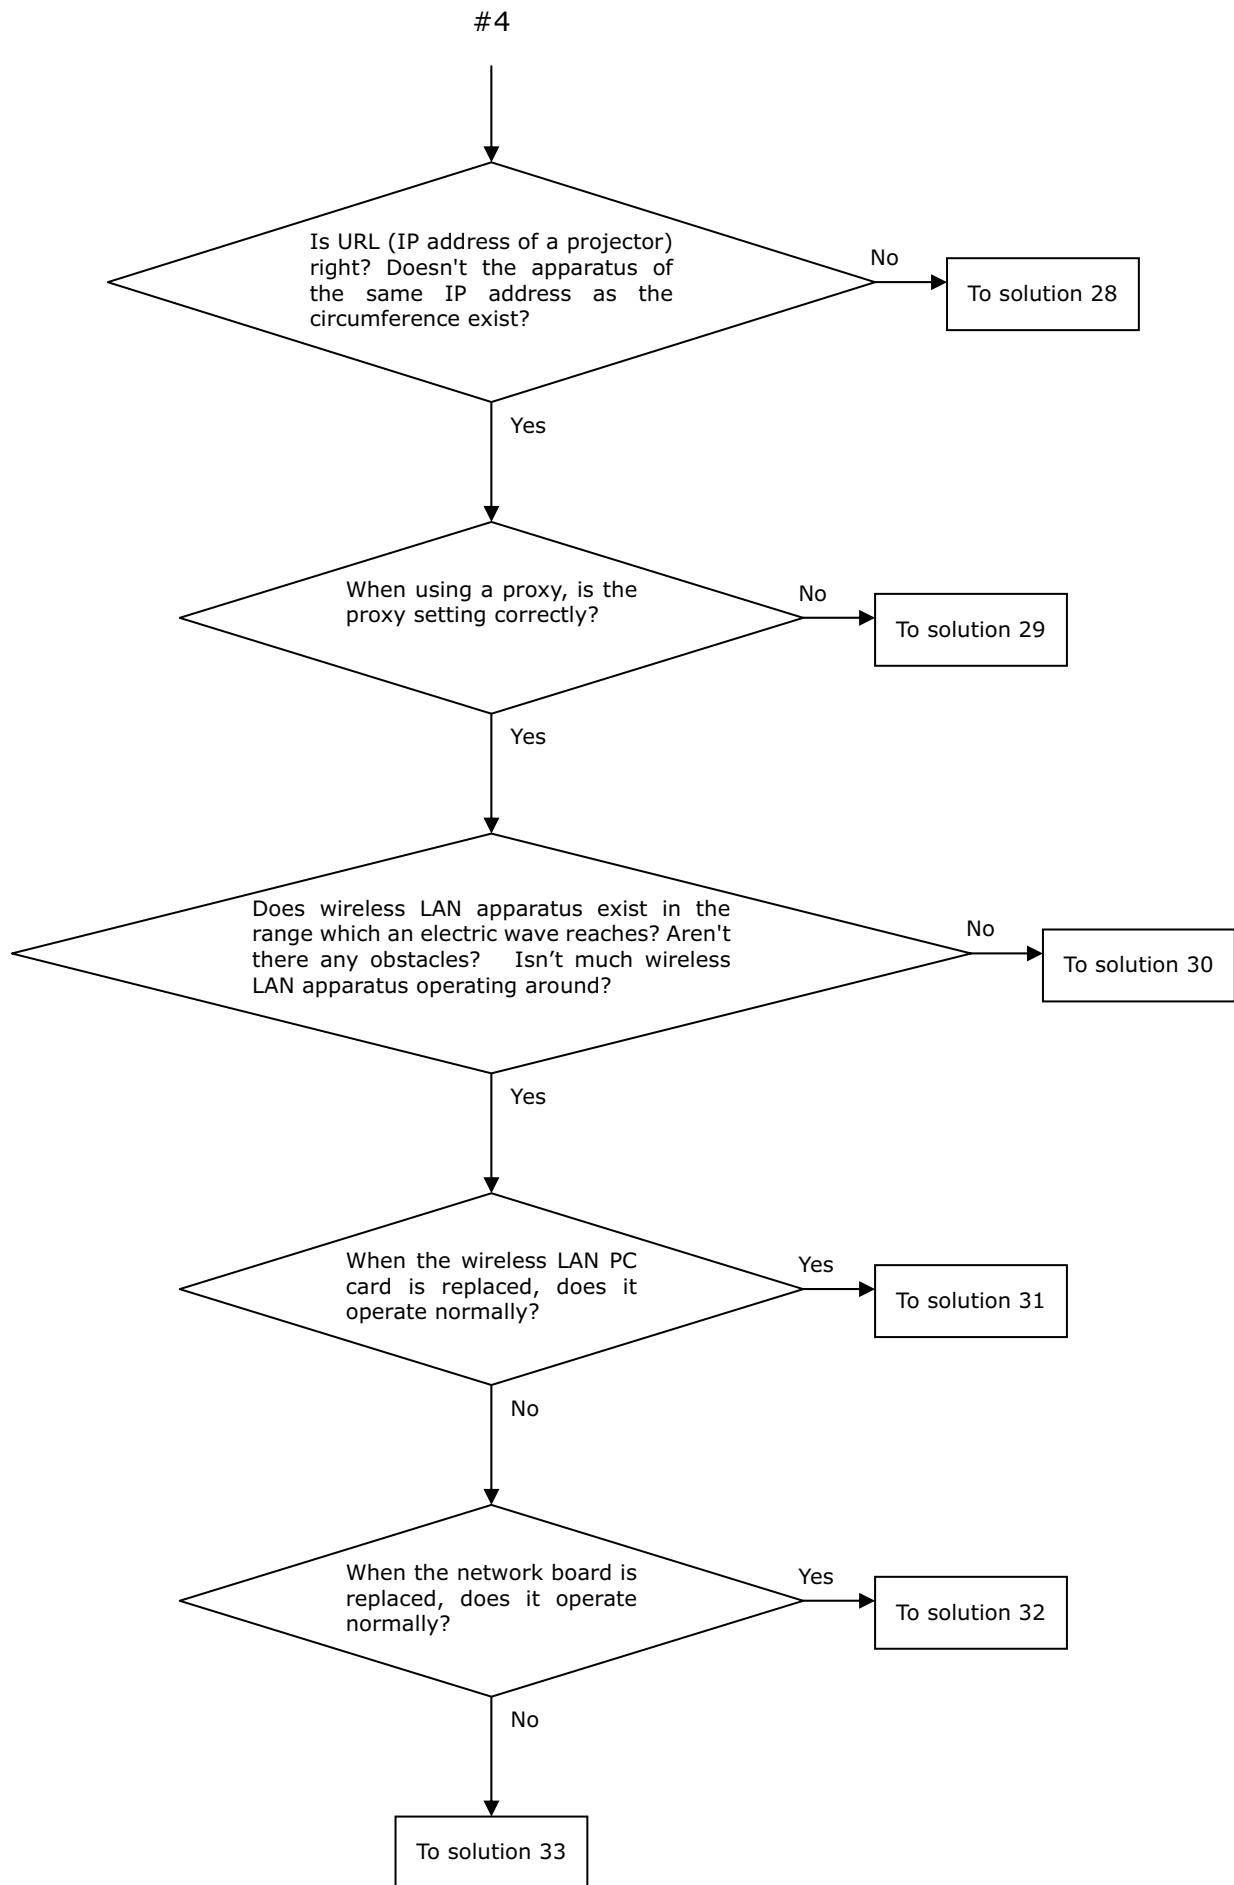 #4
Is URL (IP address of a projector)
right? Doesn't the apparatus of
the same IP address as the
circumference exist?
No
To solution 28
Yes
When using a proxy, is the
proxy setting correctly?
No
To solution 29
Yes
Does wireless LAN apparatus exist in the
range which an electric wave reaches? Aren't
there any obstacles? Isn’t much wireless
LAN apparatus operating around?
No
To solution 30
Yes
When the wireless LAN PC
card is replaced, does it
operate normally?
Yes
To solution 31
No
When the network board is
replaced, does it operate
normally?
Yes
To solution 32
No
To solution 33